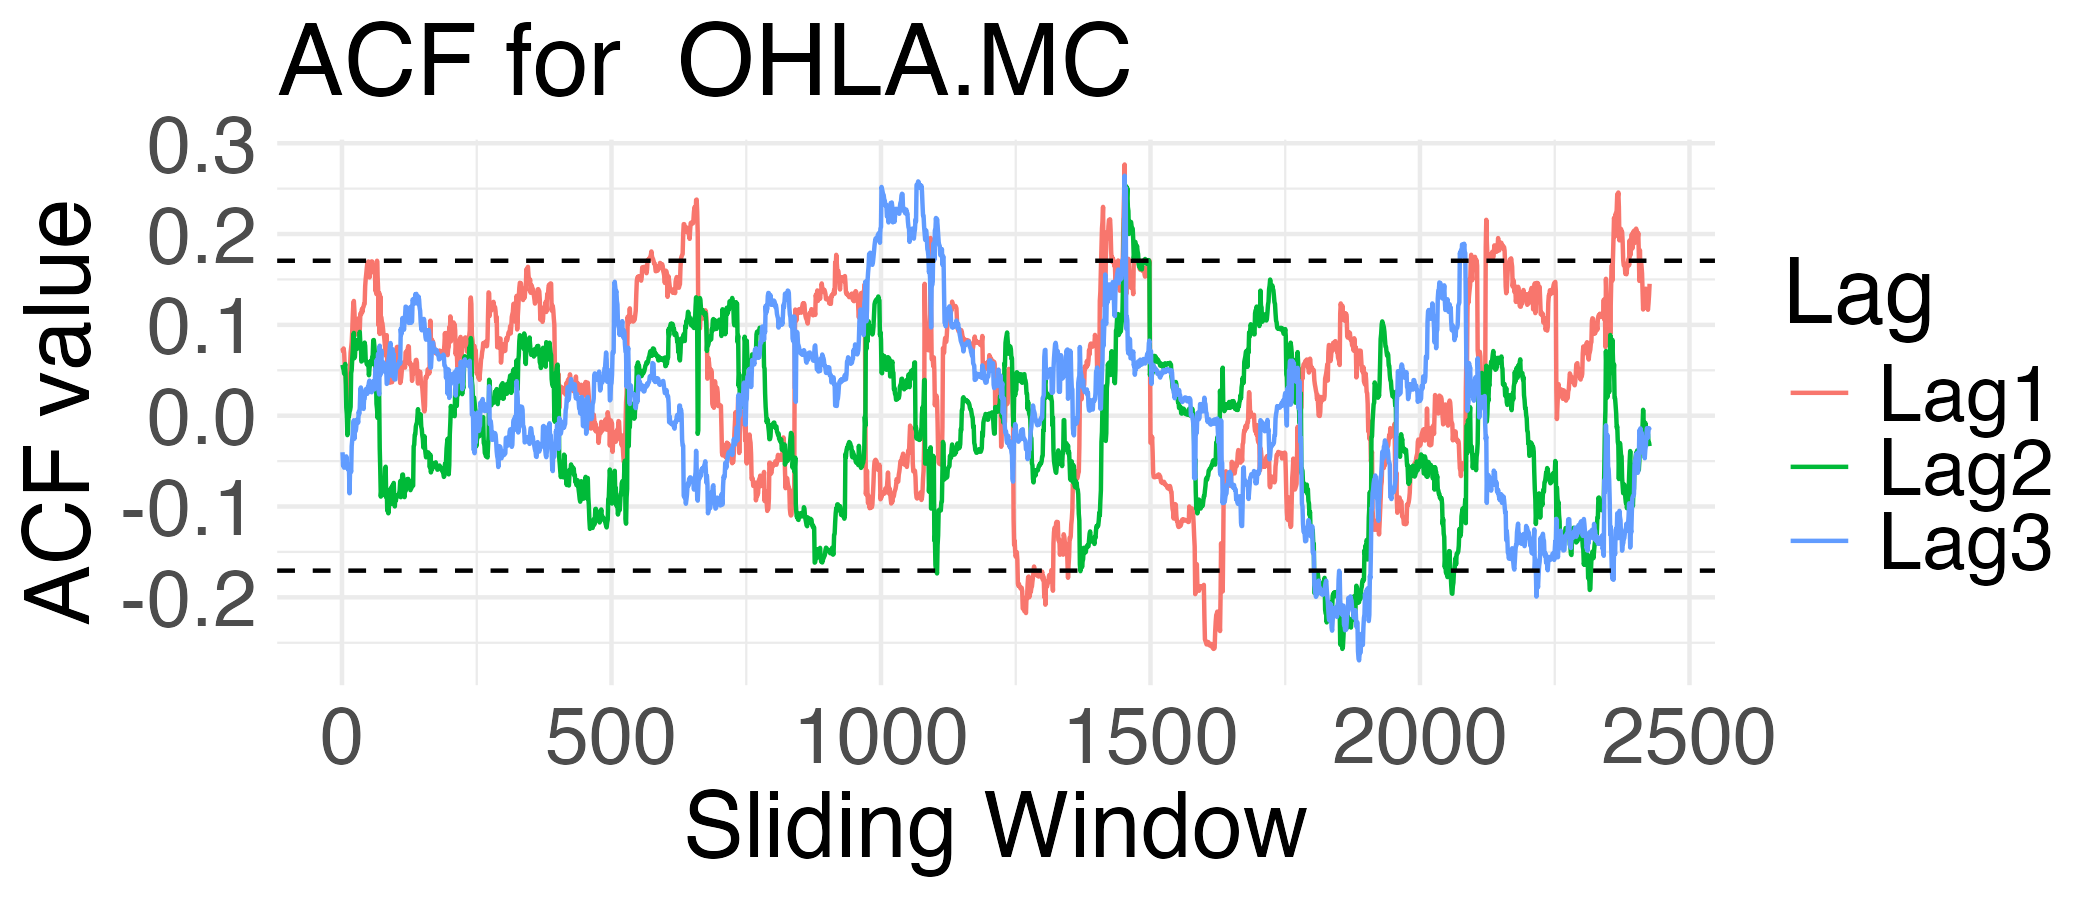 ACF for  OHLA.MC
0.3
0.2
0.1
0.0
-0.1
-0.2
ACF value
0 500 1000 1500 2000 2500
Sliding Window
Lag
Lag1
Lag2
Lag3